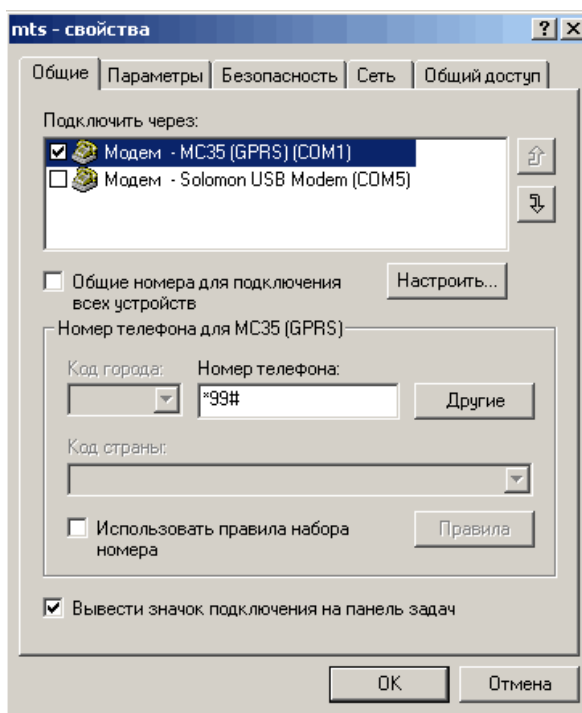 mts - свойства
Общие Параметры Безопасность Сеть Общий доступ
Подключить через:
Модем - MC35 (GPRS) (COM1)
Модем - Solomon USB Modem (COM5)
Общие номера для подключения
всех устройств
Настроить...
Номер телефона для MC35 (GPRS)
Код города: Номер телефона:
*99#
Другие
Код страны:
Использовать правила набора
номера
Правила
Вывести значок подключения на панель задач
OK Отмена